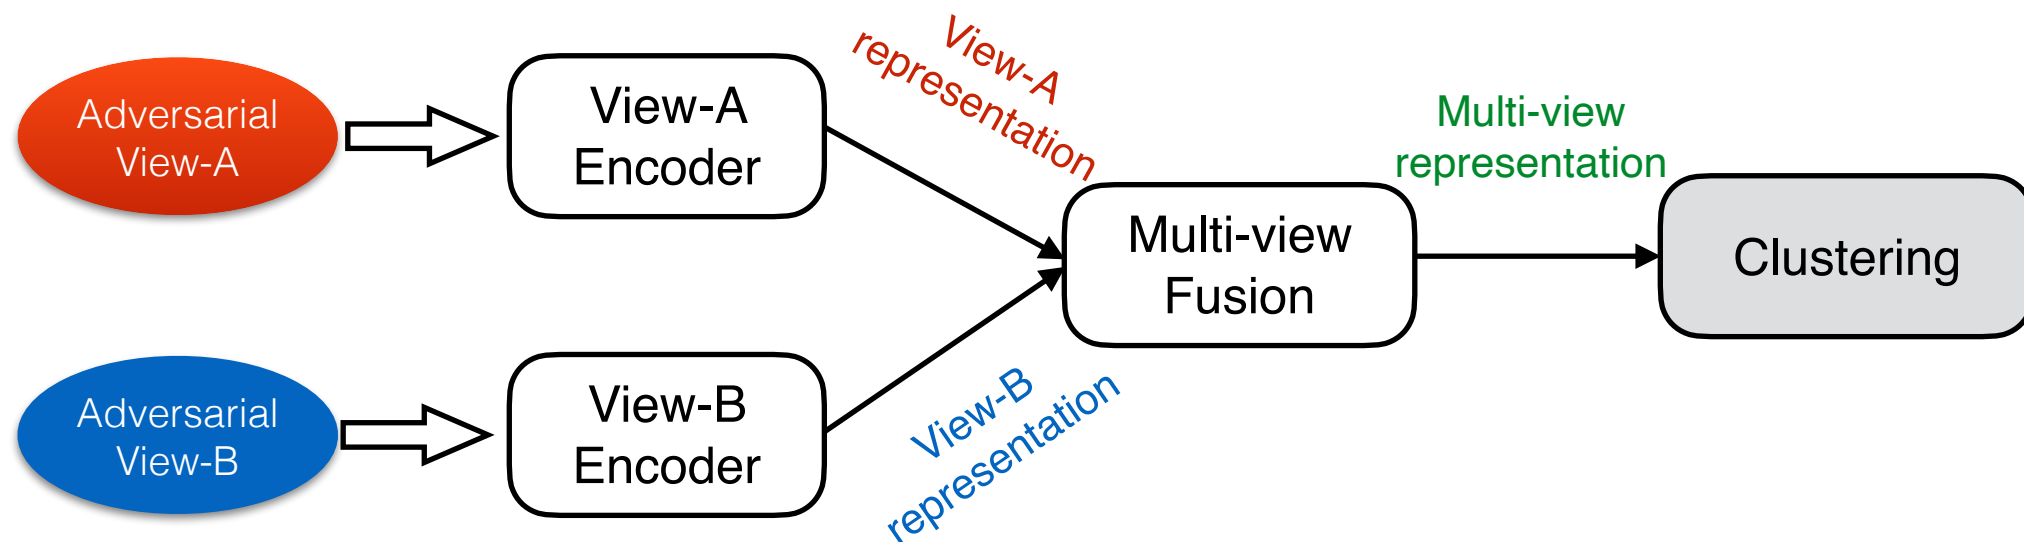 Adversarial
View-A
View-A
Encoder
View-A
representation
Adversarial
View-B
View-B
Encoder
View-B
representation
Multi-view
Fusion
Multi-view
representation
Clustering